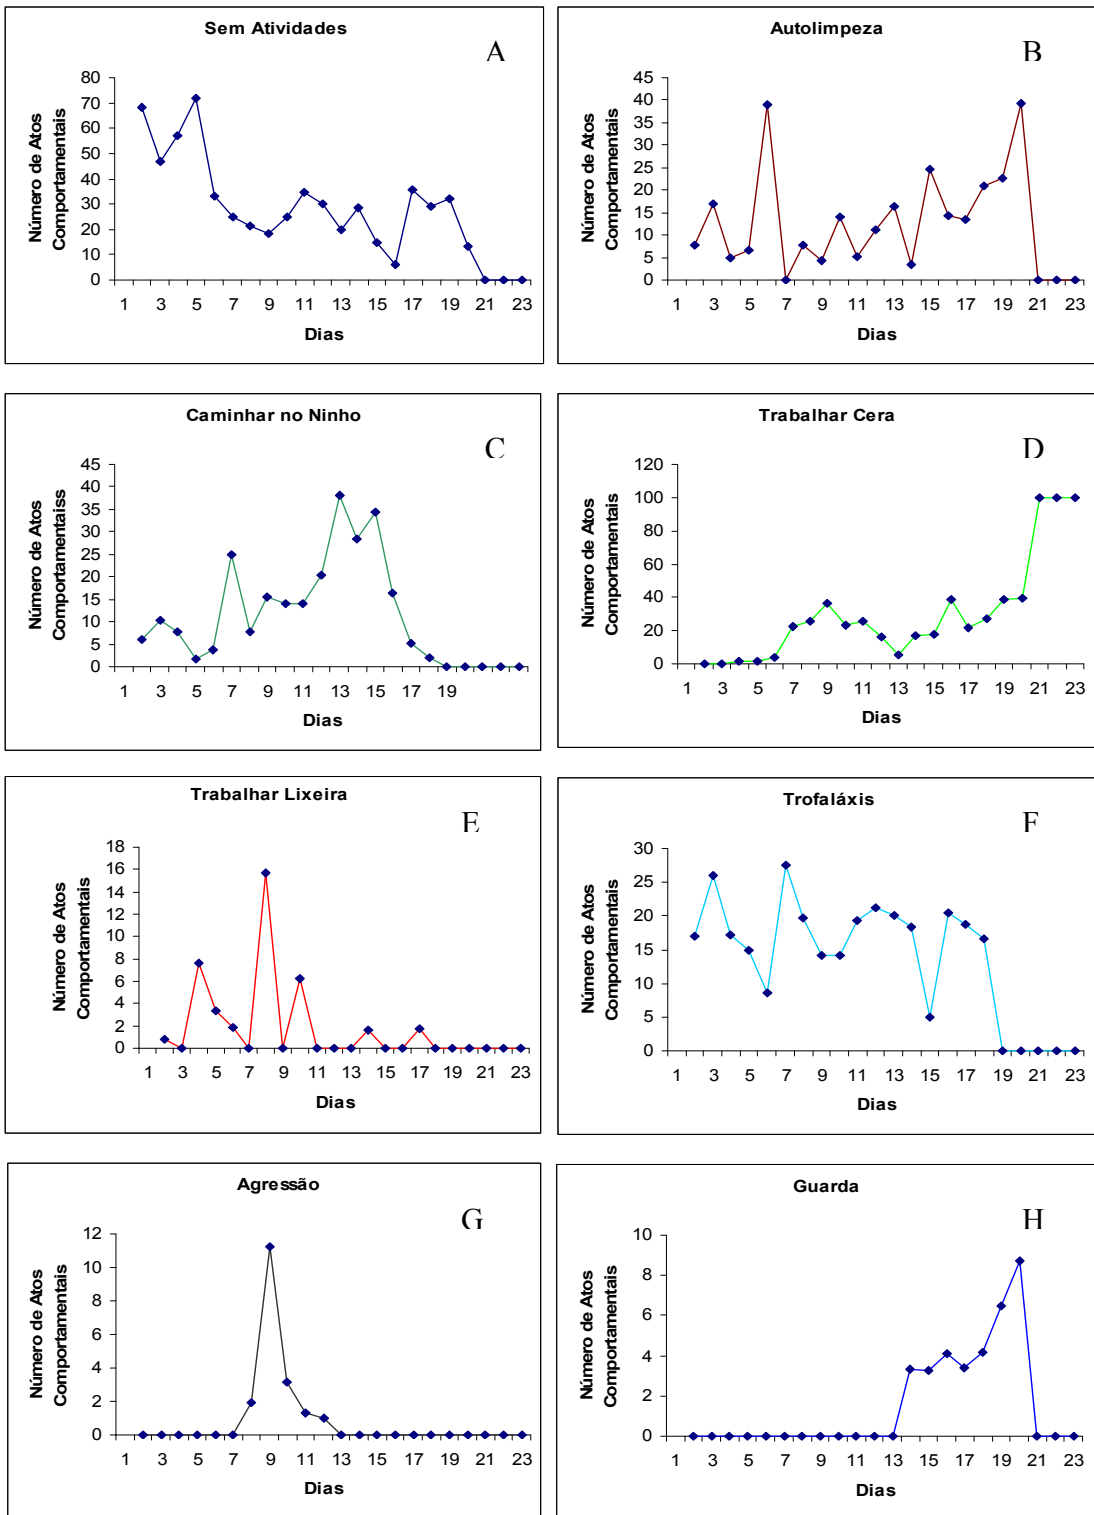 Sem Atividades
A
Número de Atos
Comportamentais
80
70
60
50
40
30
20
10
0
1 3 5 7 9 11 13 15 17 19 21 23
Dias
Autolimpeza
B
Número de Atos
Comportamentais
45
40
35
30
25
20
15
10
5
0
1 3 5 7 9 11 13 15 17 19 21 23
Dias
Caminhar no Ninho
C
Número de Atos
Comportamentaiss
45
40
35
30
25
20
15
10
5
0
1 3 5 7 9 11 13 15 17 19
Dias
Trabalhar Cera
D
Número de Atos
Comportamentais
120
100
80
60
40
20
0
1 3 5 7 9 11 13 15 17 19 21 23
Dias
Trabalhar Lixeira
E
Número de Atos
Comportamentais
18
16
14
12
10
8
6
4
2
0
1 3 5 7 9 11 13 15 17 19 21 23
Dias
Trofaláxis
F
Número de Atos
Comportamentais
30
25
20
15
10
5
0
1 3 5 7 9 11 13 15 17 19 21 23
Dias
Agressão
G
Número de Atos
Comportamentais
12
10
8
6
4
2
0
1 3 5 7 9 11 13 15 17 19 21 23
Dias
Guarda
H
Número de Atos
Comportamentais
10
8
6
4
2
0
1 3 5 7 9 11 13 15 17 19 21 23
Dias